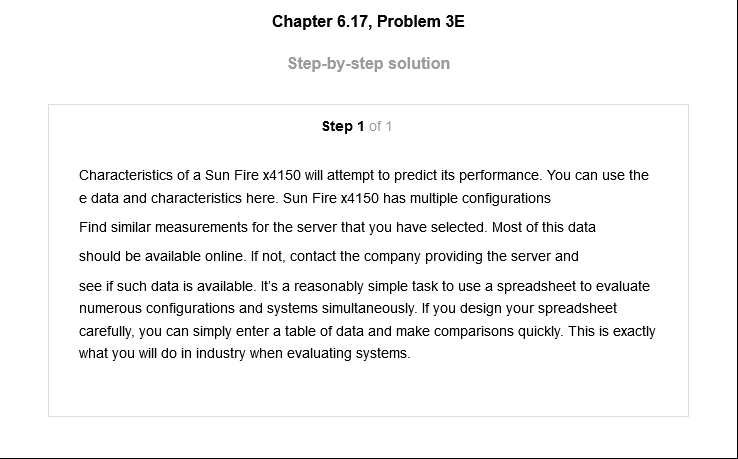 Chapter 6.17, Problem 3E
Step-by-step solution
Step 1 of 1
Characteristics of a Sun Fire x4150 will attempt to predict its performance. You can use the
e data and characteristics here. Sun Fire x4150 has multiple configurations
Find similar measurements for the server that you have selected. Most of this data
should be available online. If not, contact the company providing the server and
see if such data is available. It's a reasonably simple task to use a spreadsheet to evaluate
numerous configurations and systems simultaneously. If you design your spreadsheet
carefully, you can simply enter a table of data and make comparisons quickly. This is exactly
what you will do in industry when evaluating systems.